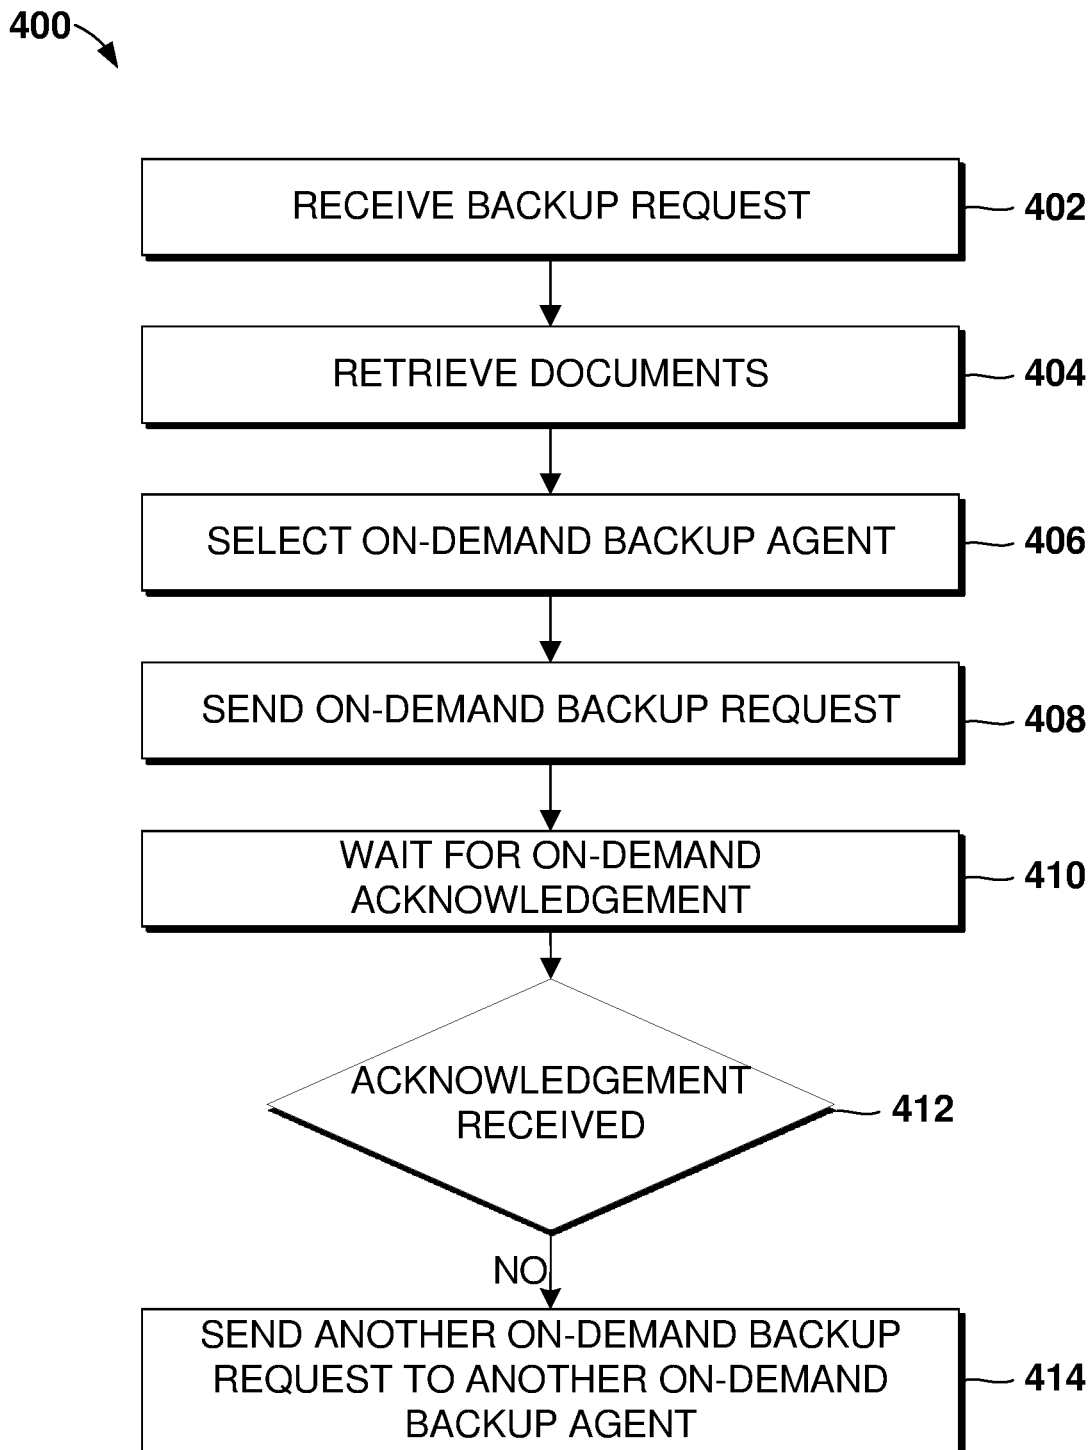 400
RECEIVE BACKUP REQUEST
402
RETRIEVE DOCUMENTS
404
SELECT ON-DEMAND BACKUP AGENT
406
SEND ON-DEMAND BACKUP REQUEST
408
WAIT FOR ON-DEMAND
ACKNOWLEDGEMENT
410
ACKNOWLEDGEMENT
RECEIVED
412
NO
SEND ANOTHER ON-DEMAND BACKUP
REQUEST TO ANOTHER ON-DEMAND
BACKUP AGENT
414